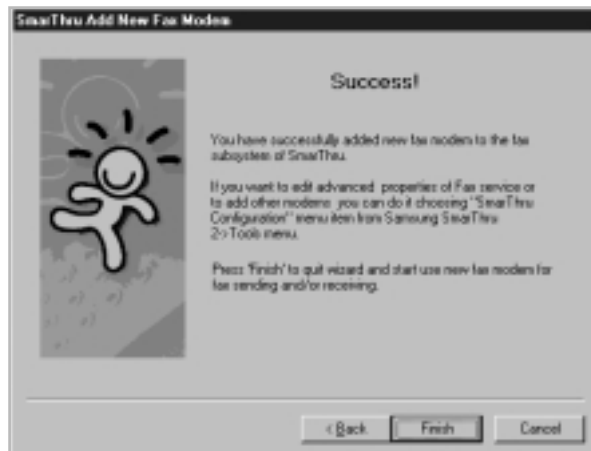 SmarThru Add New Fax Modem
Success!
You have successfully added new fax modem to the fax
subsystem of SmarThru.
If you want to edit advanced properties of Fax service or
to add other modems you can do it choosing "SmarThru
Configuration" menu item from Samsung SmarThru
2->Tools menu.
Press 'Finish' to quit wizard and start use new fax modem for
fax sending and/or receiving.
< Back
Finish
Cancel